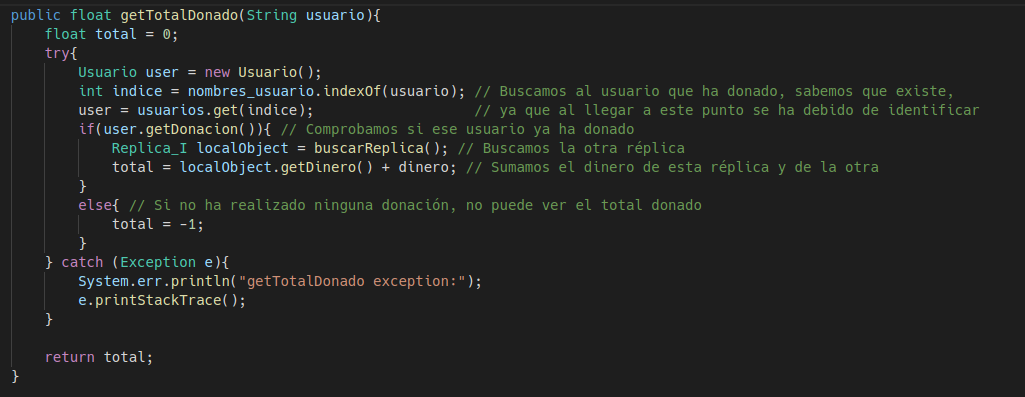 public float getTotalDonado(String usuario){
    float total = 0;
    try{
        Usuario user = new Usuario();
        int indice = nombres_usuario.indexOf(usuario); // Buscamos al usuario que ha donado, sabemos que existe,
        user = usuarios.get(indice);                   // ya que al llegar a este punto se ha debido de identificar
        if(user.getDonacion()){ // Comprobamos si ese usuario ya ha donado
            Replica_I localObject = buscarReplica(); // Buscamos la otra réplica
            total = localObject.getDinero() + dinero; // Sumamos el dinero de esta réplica y de la otra
        }
        else{ // Si no ha realizado ninguna donación, no puede ver el total donado
            total = -1;
        }
    } catch (Exception e){
        System.err.println("getTotalDonado exception:");
        e.printStackTrace();
    }

    return total;
}